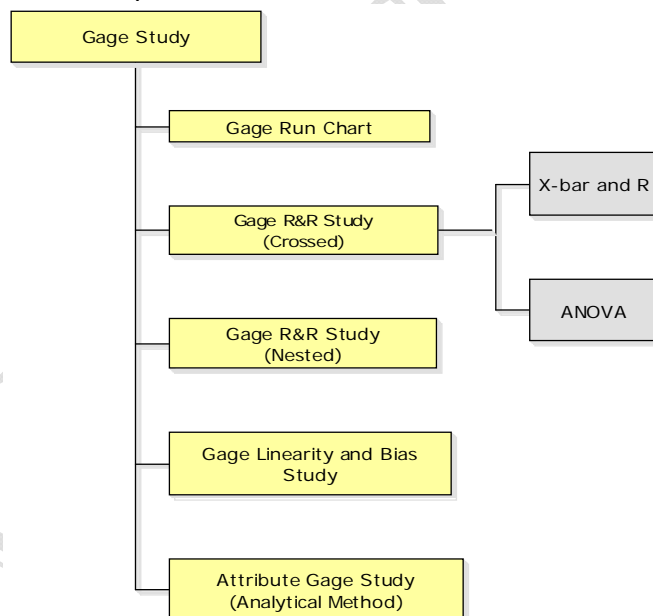 Gage Study
Gage Run Chart
Gage R&R Study
(Crossed)
X-bar and R
ANOVA
Gage R&R Study
(Nested)
Gage Linearity and Bias
Study
Attribute Gage Study
(Analytical Method)